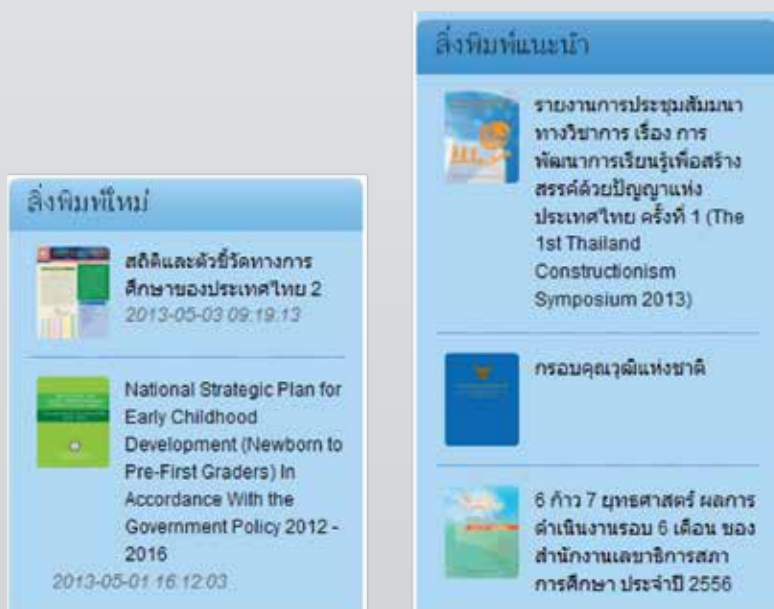 สิ่งพิมพ์ใหม่
สถิติและตัวชี้วัดทางการ
ศึกษาของประเทศไทย 2
2013-05-03 09:19:13
National Strategic Plan for
Early Childhood
Development (Newborn to
Pre-First Graders) In
Accordance With the
Government Policy 2012 -
2016
2013-05-01 16:12:03
สิ่งพิมพ์แนะนำ
รายงานการประชุมสัมมนา
ทางวิชาการ เรื่อง การ
พัฒนาการเรียนรู้เพื่อสร้าง
สรรค์ด้วยปัญญาแห่ง
ประเทศไทย ครั้งที่ 1 (The
1st Thailand
Constructionism
Symposium 2013)
กรอบคุณวุฒิแห่งชาติ
6 ก้าว 7 ยุทธศาสตร์ ผลการ
ดำเนินงานรอบ 6 เดือน ของ
สำนักงานเลขาธิการสภา
การศึกษา ประจำปี 2556